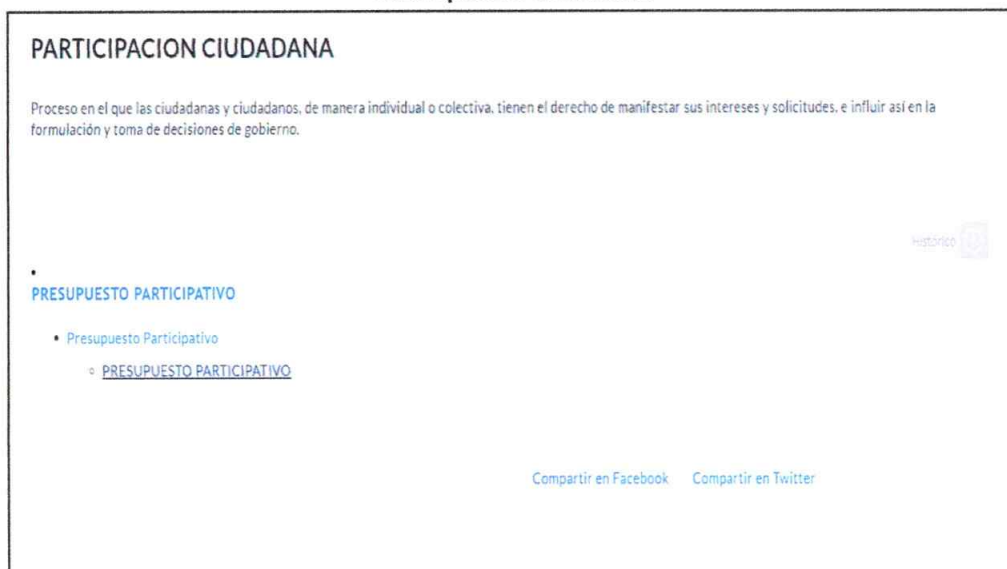 PARTICIPACION CIUDADANA
Proceso en el que las ciudadanas y ciudadanos, de manera individual o colectiva, tienen el derecho de manifestar sus intereses y solicitudes, e influir así en la
formulación y toma de decisiones de gobierno.
Histórico
PRESUPUESTO PARTICIPATIVO
• Presupuesto Participativo
○ PRESUPUESTO PARTICIPATIVO
Compartir en Facebook Compartir en Twitter